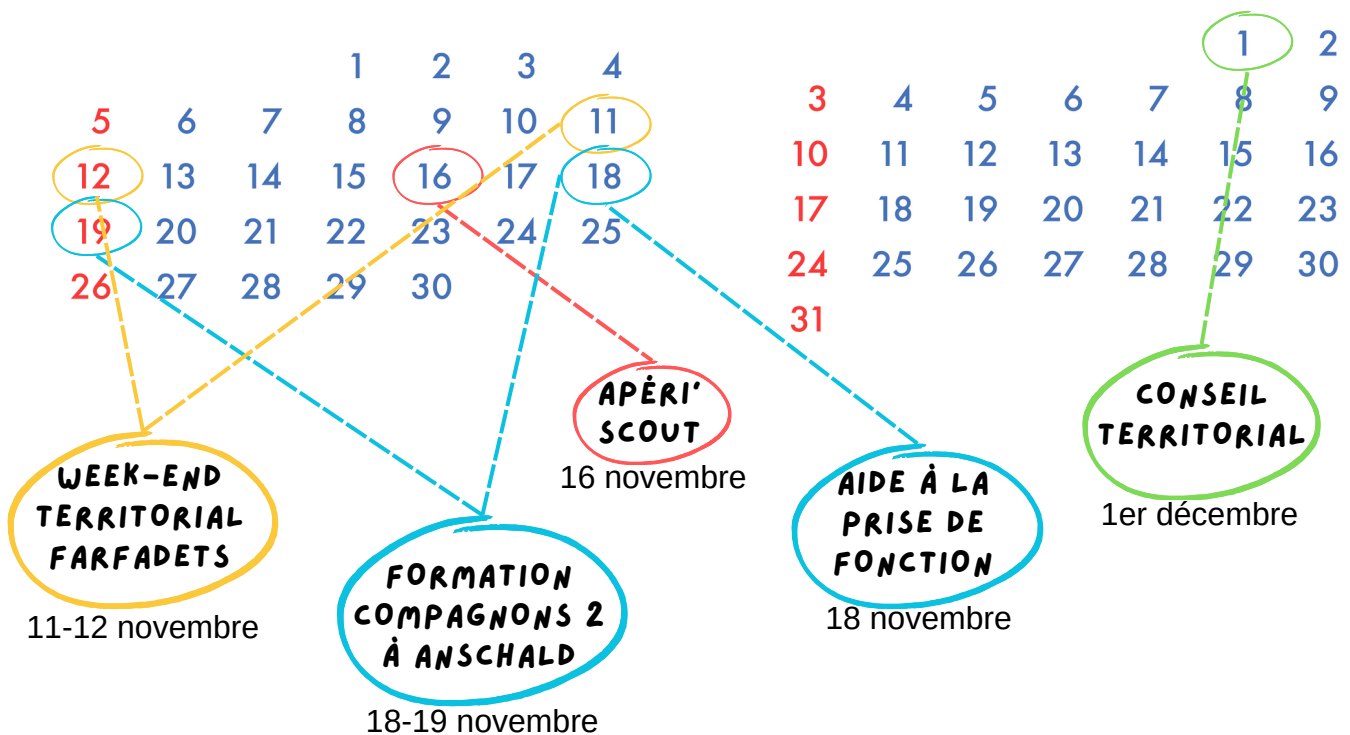 1 2 3 4
5 6 7 8 9 10 11
12 13 14 15 16 17 18
19 20 21 22 23 24 25
26 27 28 29 30
1 2
3 4 5 6 7 8 9
10 11 12 13 14 15 16
17 18 19 20 21 22 23
24 25 26 27 28 29 30
31
WEEK-END
TERRITORIAL
FARFADETS
11-12 novembre
FORMATION
COMPAGNONS 2
À ANSCHALD
18-19 novembre
APÉRI'
SCOUT
16 novembre
AIDE À LA
PRISE DE
FONCTION
18 novembre
CONSEIL
TERRITORIAL
1er décembre